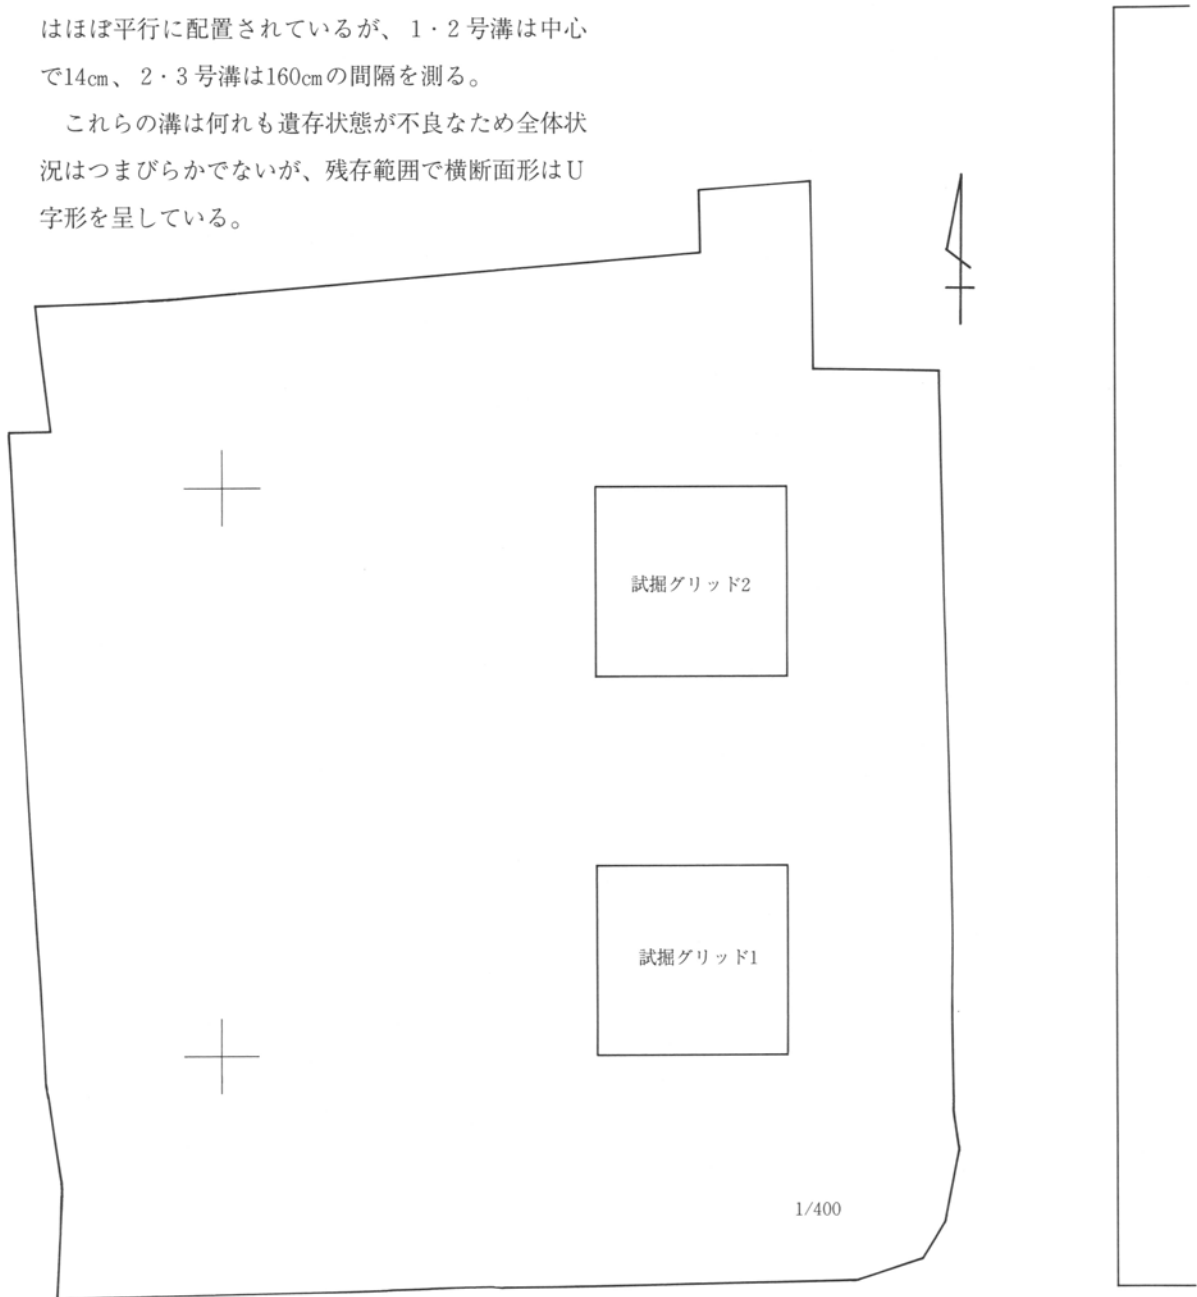 はほぼ平行に配置されているが、1・2号溝は中心
で14㎝、2・3号溝は160㎝の間隔を測る。
　これらの溝は何れも遺存状態が不良なため全体状
況はつまびらかでないが、残存範囲で横断面形はU
字形を呈している。
試掘グリッド2
試掘グリッド1
1/400